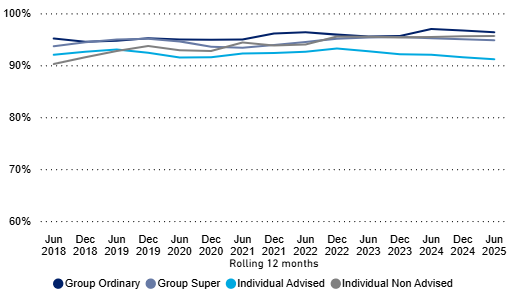 100%
90%
80%
70%
60%
Jun Dec Jun Dec Jun Dec Jun Dec Jun Dec Jun Dec Jun Dec Jun
2018 2018 2019 2019 2020 2020 2021 2021 2022 2022 2023 2023 2024 2024 2025
Rolling 12 months
Group Ordinary Group Super Individual Advised Individual Non Advised